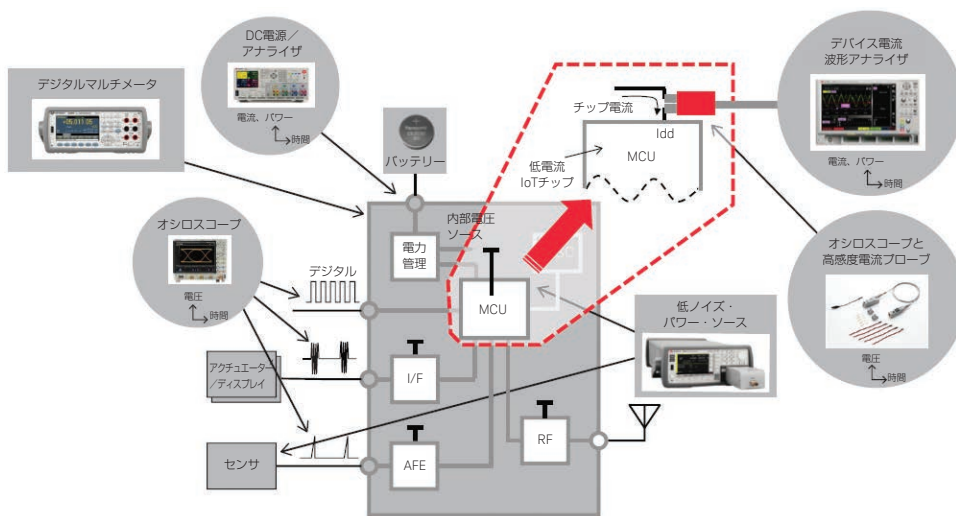 DC電源／
アナライザ
電流、パワー
時間
デジタルマルチメータ
+05.011.05
Panasonic
バッテリー
チップ電流
Idd
MCU
低電流
IoTチップ
デバイス電流
波形アナライザ
電流、パワー
時間
オシロスコープ
電圧
時間
内部電圧
ソース
電力
管理
デジタル
MCU
オシロスコープと
高感度電流プローブ
電圧
時間
低ノイズ・
パワー・ソース
アクチュエーター
／ディスプレイ
I/F
センサ
AFE
RF